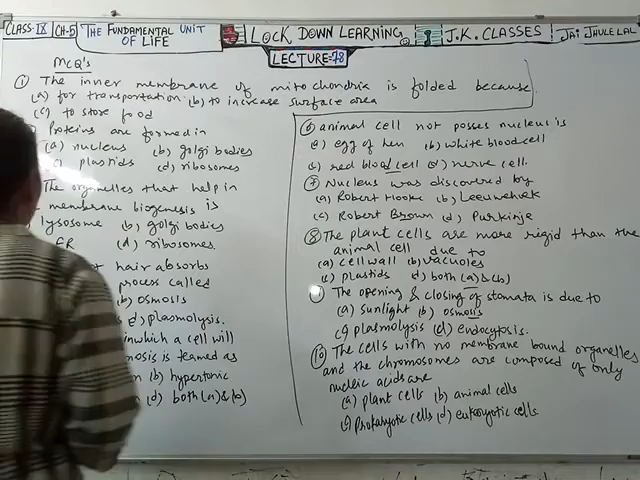 CLASS-IX CH-5 THE FUNDAMENTAL UNIT OF LIFE LOCK DOWN LEARNING J.K. CLASSES JAI JHULELAL
LECTURE-78
MCQ's
① The inner membrane of mitochondria is folded because
(a) for transportation (b) to increase surface area
(c) to store food
Proteins are formed in
(a) nucleus (b) golgi bodies
plastids (d) ribosomes
The organelles that help in
membrane biogenesis is
lysosome (b) golgi bodies
ER (d) ribosomes
hair absorbs
process called
(b) osmosis
(d) plasmolysis.
in which a cell will
is teamed as
(b) hypertonic
(d) both (a) & (b)
⑥ animal cell not posses nucleus is
(a) egg of hen (b) white blood cell
(c) red blood cell (d) nerve cell.
⑦ Nucleus was discovered by
(a) Robert Hooke (b) Leeuwehek
(c) Robert Brown (d) Purkinje
⑧ The plant cells are more rigid than the
animal cell due to
(a) cell wall (b) vacuoles
(c) plastids (d) both (a) & (b)
The opening & closing of stomata is due to
(a) sunlight (b) osmosis
(c) plasmolysis (d) endocytosis.
⑩ The cells with no membrane bound organelles
and the chromosomes are composed of only
nucleic acids are
(a) plant cells (b) animal cells
(c) Prokaryotic cells (d) eukaryotic cells